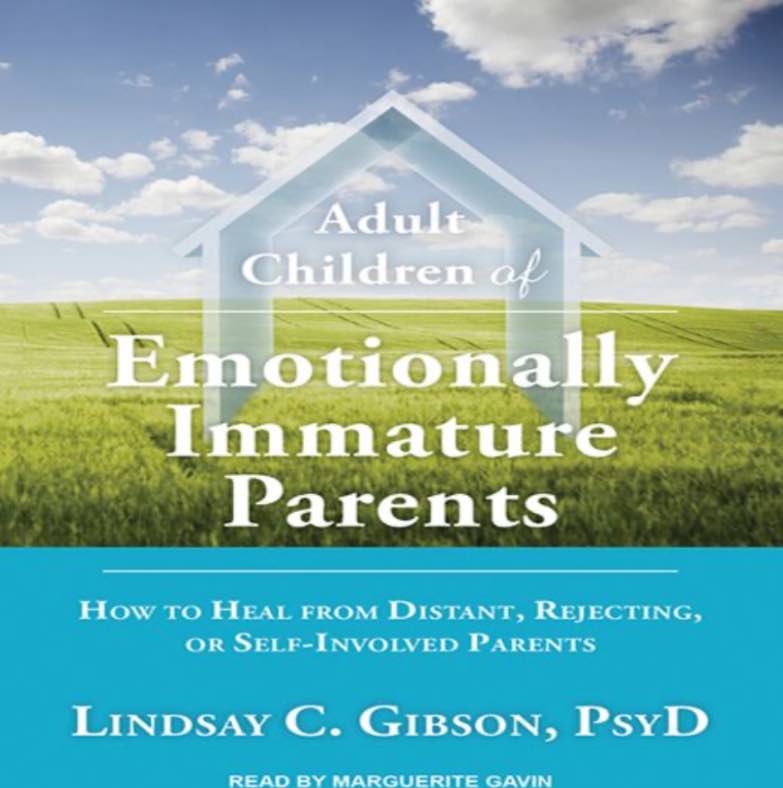 Adult
Children of
Emotionally
Immature
Parents
How to Heal from Distant, Rejecting,
or Self-Involved Parents
Lindsay C. Gibson, PsyD
READ BY MARGUERITE GAVIN